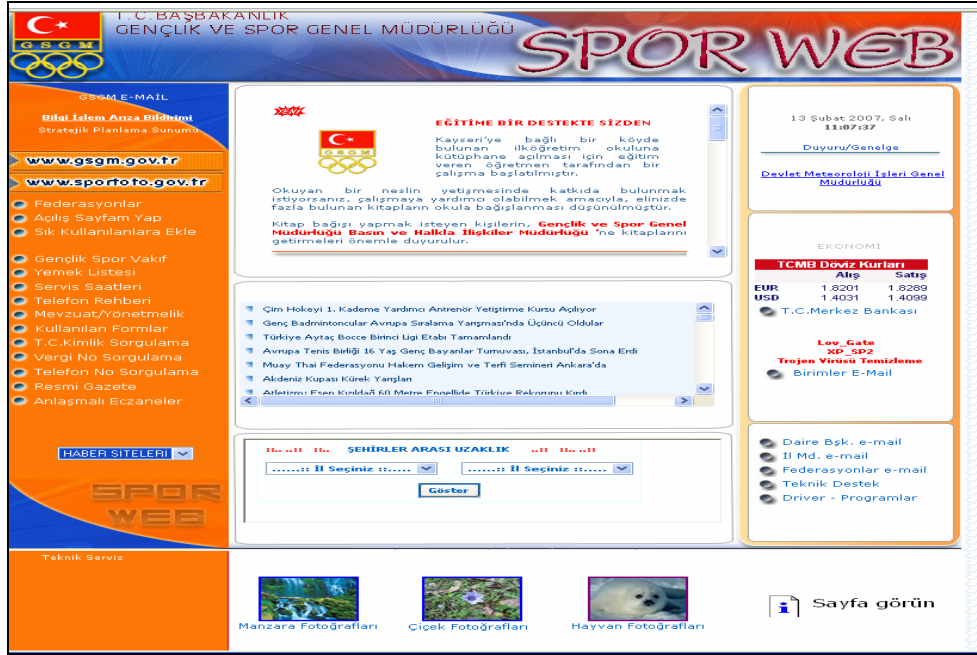 T.C.BAŞBAKANLIK
GENÇLİK VE SPOR GENEL MÜDÜRLÜĞÜ
SPOR WEB
G S G M
GSGM E-MAİL
Bilgi İşlem Arıza Bildirimi
Stratejik Planlama Sunumu
www.gsgm.gov.tr
www.sportoto.gov.tr
Federasyonlar
Açılış Sayfam Yap
Sık Kullanılanlara Ekle
Gençlik Spor Vakıf
Yemek Listesi
Servis Saatleri
Telefon Rehberi
Mevzuat/Yönetmelik
Kullanılan Formlar
T.C.Kimlik Sorgulama
Vergi No Sorgulama
Telefon No Sorgulama
Resmi Gazete
Anlaşmalı Eczaneler
HABER SİTELERİ
SPOR
WEB
Teknik Servis
EĞİTİME BİR DESTEKTE SİZDEN
G S G M
Kayseri'ye bağlı bir köyde
bulunan ilköğretim okuluna
kütüphane açılması için eğitim
veren öğretmen tarafından bir
çalışma başlatılmıştır.
Okuyan bir neslin yetişmesinde katkıda bulunmak
istiyorsanız, çalışmaya yardımcı olabilmek amacıyla, elinizde
fazla bulunan kitapların okula bağışlanması düşünülmüştür.
Kitap bağışı yapmak isteyen kişilerin, Gençlik ve Spor Genel
Müdürlüğü Basın ve Halkla İlişkiler Müdürlüğü 'ne kitaplarını
getirmeleri önemle duyurulur.
Çim Hokeyi 1. Kademe Yardımcı Antrenör Yetiştirme Kursu Açılıyor
Genç Badmintoncular Avrupa Sıralama Yarışması'nda Üçüncü Oldular
Türkiye Aytaç Bocce Birinci Ligi Etabı Tamamlandı
Avrupa Tenis Birliği 16 Yaş Genç Bayanlar Turnuvası, İstanbul'da Sona Erdi
Muay Thai Federasyonu Hakem Gelişim ve Terfi Semineri Ankara'da
Akdeniz Kupası Kürek Yarışları
Atletizm: Esen Kızıldağ 60 Metre Engellide Türkiye Rekorunu Kırdı
ŞEHİRLER ARASI UZAKLIK
......:: İl Seçiniz ::..... ......:: İl Seçiniz ::.....
Göster
Manzara Fotoğrafları Çiçek Fotoğrafları Hayvan Fotoğrafları
13 Şubat 2007, Salı
11:07:37
Duyuru/Genelge
Devlet Meteoroloji İşleri Genel
Müdürlüğü
EKONOMİ
TCMB Döviz Kurları
Alış Satış
EUR 1.8201 1.8289
USD 1.4031 1.4099
T.C.Merkez Bankası
Lov_Gate
XP_SP2
Trojen Virüsü Temizleme
Birimler E-Mail
Daire Bşk. e-mail
İl Md. e-mail
Federasyonlar e-mail
Teknik Destek
Driver - Programlar
Sayfa görün